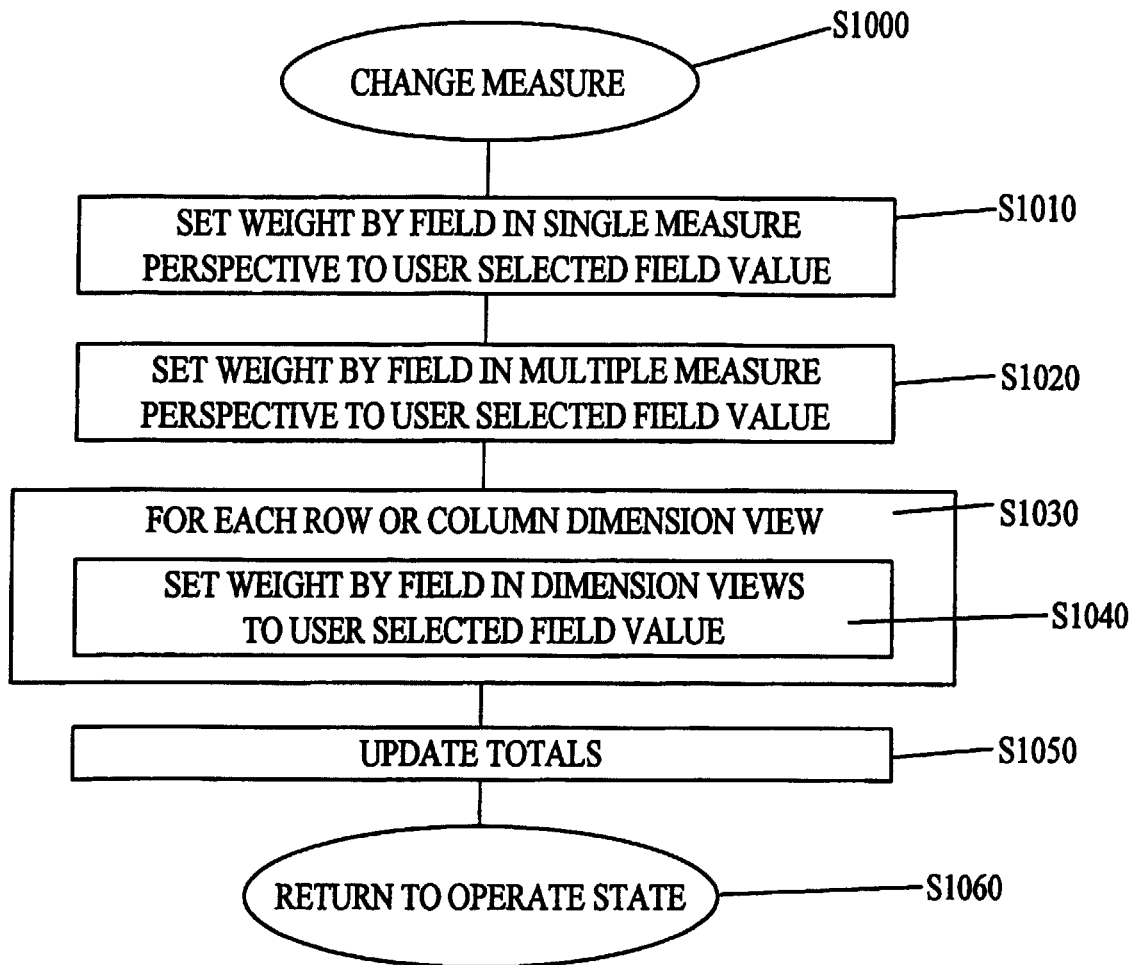 S1000
CHANGE MEASURE
S1010
SET WEIGHT BY FIELD IN SINGLE MEASURE
PERSPECTIVE TO USER SELECTED FIELD VALUE
S1020
SET WEIGHT BY FIELD IN MULTIPLE MEASURE
PERSPECTIVE TO USER SELECTED FIELD VALUE
FOR EACH ROW OR COLUMN DIMENSION VIEW
S1030
SET WEIGHT BY FIELD IN DIMENSION VIEWS
TO USER SELECTED FIELD VALUE
S1040
UPDATE TOTALS
S1050
RETURN TO OPERATE STATE
S1060